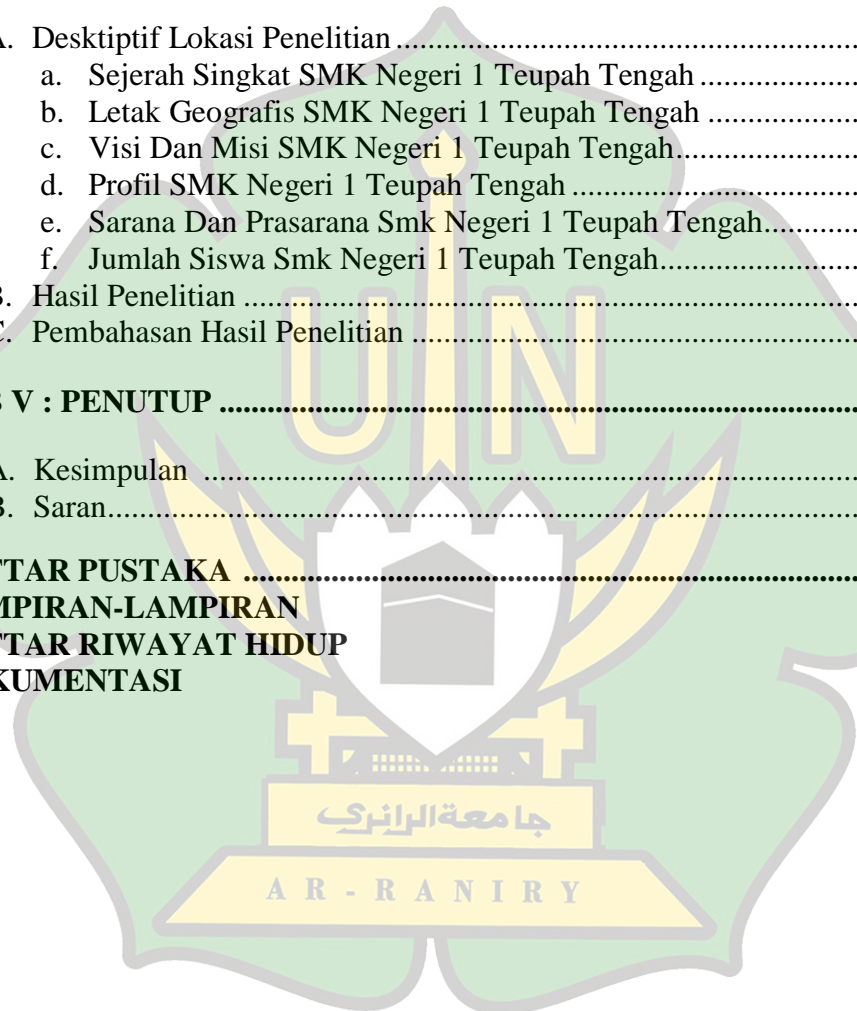 . Desktiptif Lokasi Penelitian ..........................................................
a. Sejerah Singkat SMK Negeri 1 Teupah Tengah ....................
b. Letak Geografis SMK Negeri 1 Teupah Tengah ...................
c. Visi Dan Misi SMK Negeri 1 Teupah Tengah.......................
d. Profil SMK Negeri 1 Teupah Tengah ....................................
e. Sarana Dan Prasarana Smk Negeri 1 Teupah Tengah............
f. Jumlah Siswa Smk Negeri 1 Teupah Tengah.........................
. Hasil Penelitian .............................................................................
C. Pembahasan Hasil Penelitian ........................................................
V : PENUTUP ................................................................................
A. Kesimpulan ..................................................................................
. Saran..............................................................................................
TAR PUSTAKA .............................................................................
MPIRAN-LAMPIRAN
TAR RIWAYAT HIDUP
KUMENTASI
UIN
جامعة الرانري
AR-RANIRY